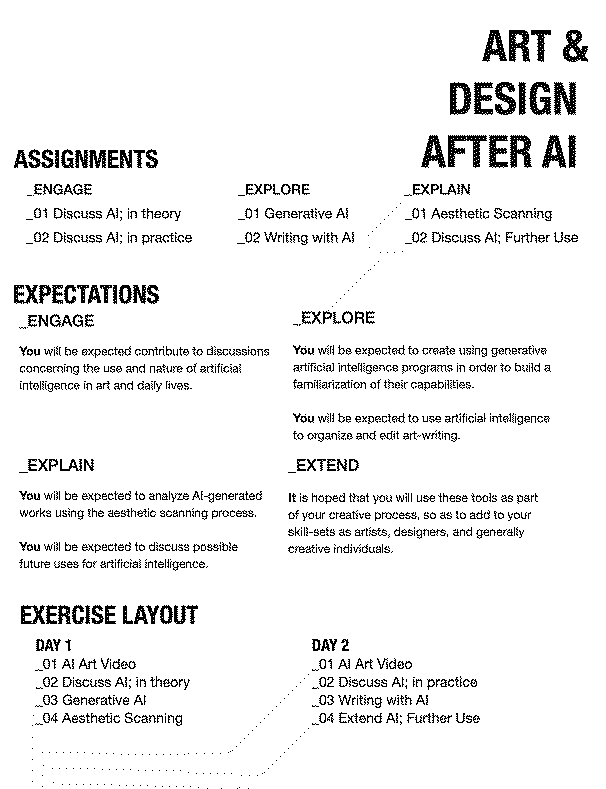 ART &
DESIGN
AFTER AI
ASSIGNMENTS
_ENGAGE
_01 Discuss AI; in theory
_02 Discuss AI; in practice
_EXPLORE
_01 Generative AI
_02 Writing with AI
_EXPLAIN
_01 Aesthetic Scanning
_02 Discuss AI; Further Use
EXPECTATIONS
_ENGAGE
You will be expected contribute to discussions
concerning the use and nature of artificial
intelligence in art and daily lives.
_EXPLORE
You will be expected to create using generative
artificial intelligence programs in order to build a
familiarization of their capabilities.
You will be expected to use artificial intelligence
to organize and edit art-writing.
_EXPLAIN
You will be expected to analyze AI-generated
works using the aesthetic scanning process.
You will be expected to discuss possible
future uses for artificial intelligence.
_EXTEND
It is hoped that you will use these tools as part
of your creative process, so as to add to your
skill-sets as artists, designers, and generally
creative individuals.
EXERCISE LAYOUT
DAY 1
_01 AI Art Video
_02 Discuss AI; in theory
_03 Generative AI
_04 Aesthetic Scanning
DAY 2
_01 AI Art Video
_02 Discuss AI; in practice
_03 Writing with AI
_04 Extend AI; Further Use